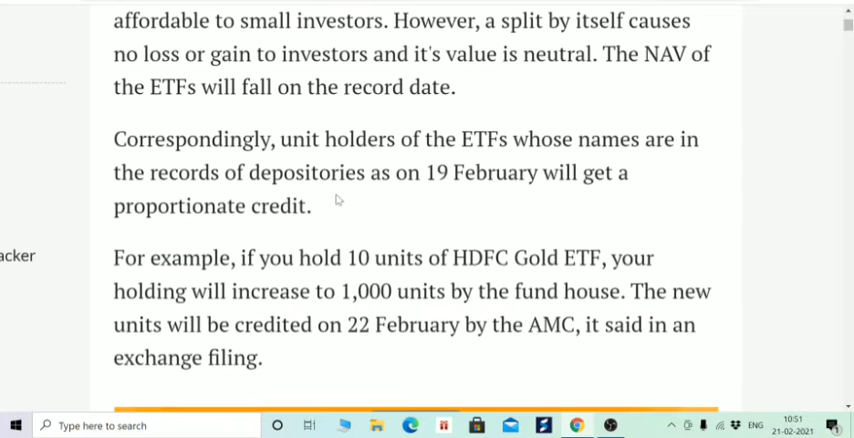 affordable to small investors. However, a split by itself causes
no loss or gain to investors and it's value is neutral. The NAV of
the ETFs will fall on the record date.
Correspondingly, unit holders of the ETFs whose names are in
the records of depositories as on 19 February will get a
proportionate credit.
acker
For example, if you hold 10 units of HDFC Gold ETF, your
holding will increase to 1,000 units by the fund house. The new
units will be credited on 22 February by the AMC, it said in an
exchange filing.
Type here to search
ENG
10:51
21-02-2021